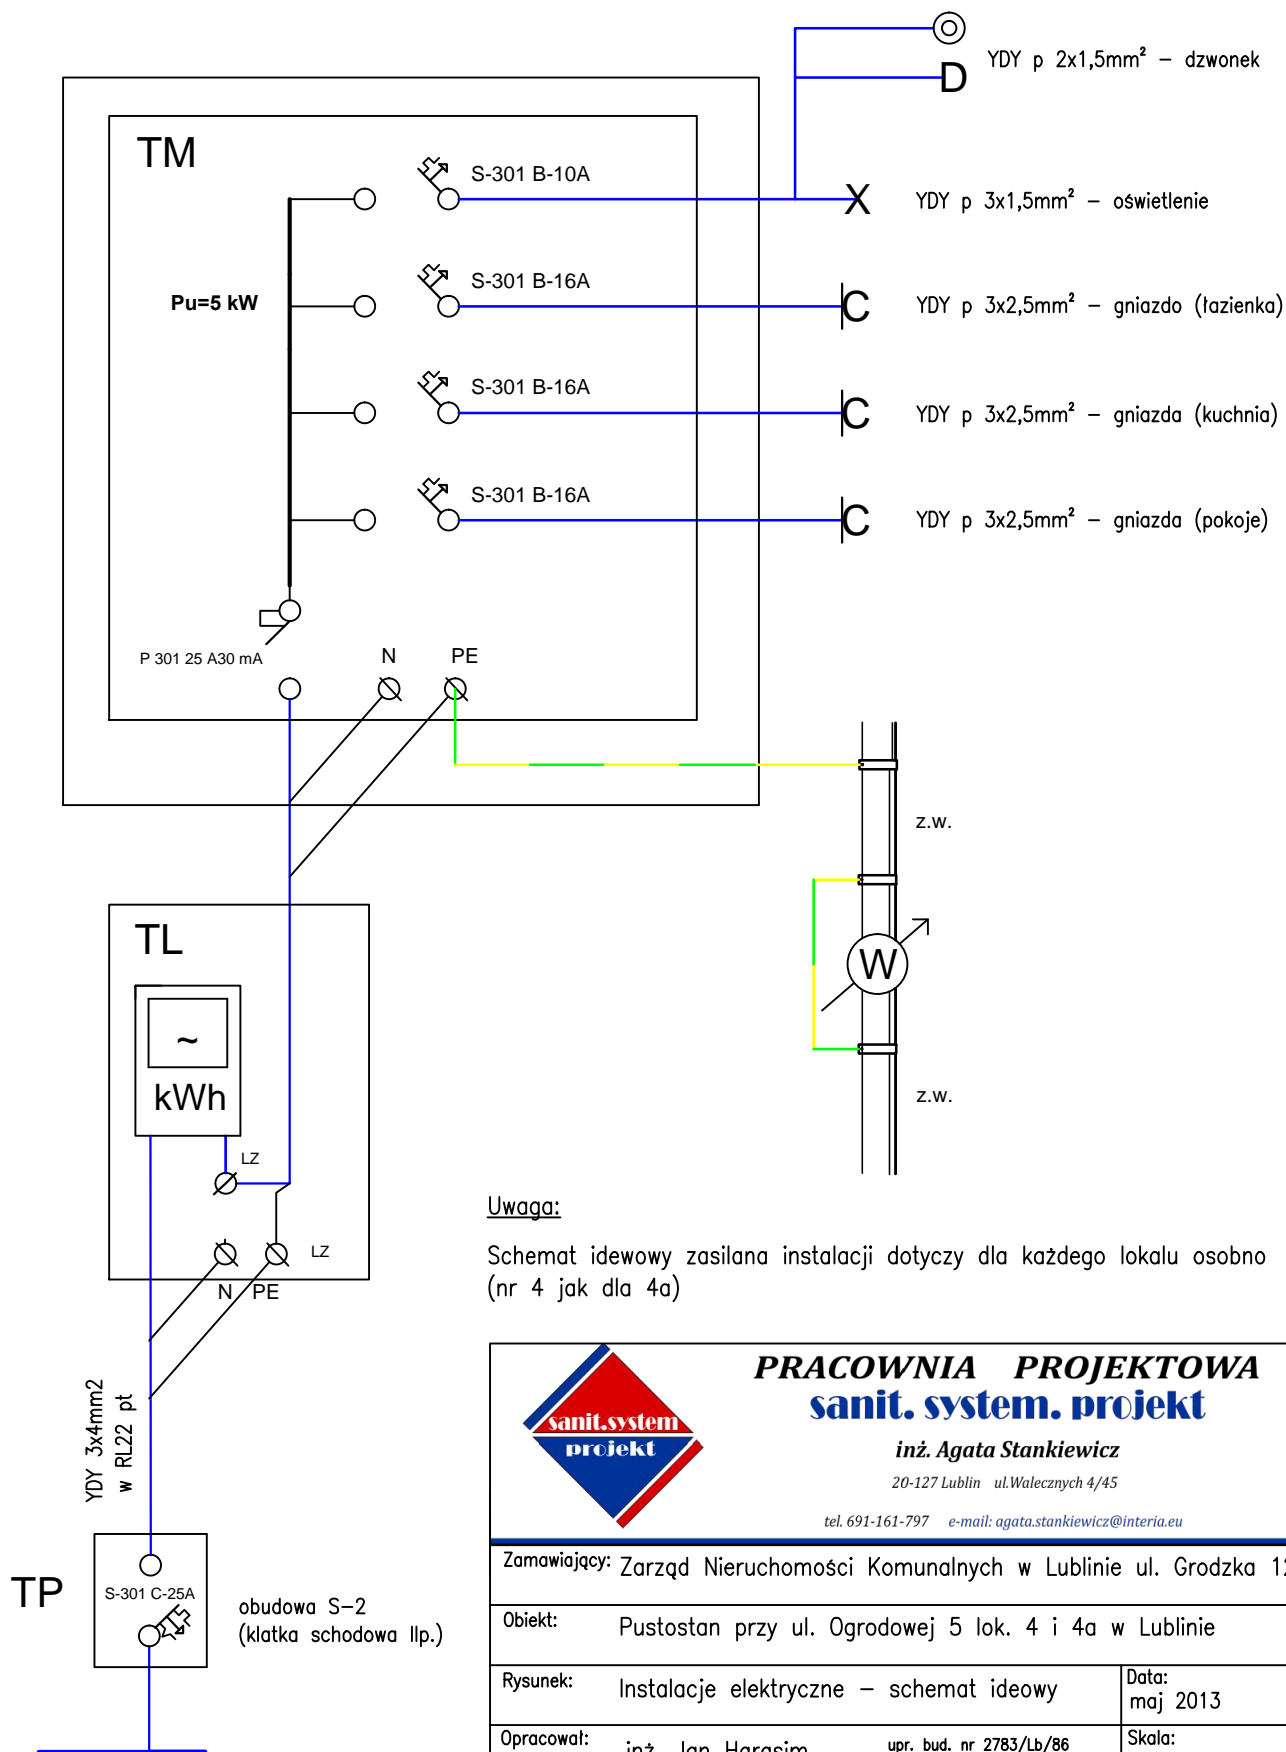 YDY p 2x1,5mm² – dzwonek
D
TM
S-301 B-10A
X
YDY p 3x1,5mm² – oświetlenie
Pu=5 kW
S-301 B-16A
C
YDY p 3x2,5mm² – gniazdo (łazienka)
S-301 B-16A
C
YDY p 3x2,5mm² – gniazda (kuchnia)
S-301 B-16A
C
YDY p 3x2,5mm² – gniazda (pokoje)
P 301 25 A30 mA
N
PE
z.w.
W
z.w.
TL
~
kWh
LZ
LZ
N
PE
Uwaga:
Schemat idewowy zasilana instalacji dotyczy dla każdego lokalu osobno
(nr 4 jak dla 4a)
YDY 3x4mm2
w RL22 pt
TP
S-301 C-25A
obudowa S–2
(klatka schodowa IIp.)
sanit.system
projekt
PRACOWNIA PROJEKTOWA
sanit. system. projekt
inż. Agata Stankiewicz
20-127 Lublin ul.Walecznych 4/45
tel. 691-161-797 e-mail: agata.stankiewicz@interia.eu
Zamawiający: Zarząd Nieruchomości Komunalnych w Lublinie ul. Grodzka 12
Obiekt: Pustostan przy ul. Ogrodowej 5 lok. 4 i 4a w Lublinie
Rysunek: Instalacje elektryczne – schemat ideowy
Data:
maj 2013
Opracował: inż. Jan Harasim upr. bud. nr 2783/Lb/86
Skala: